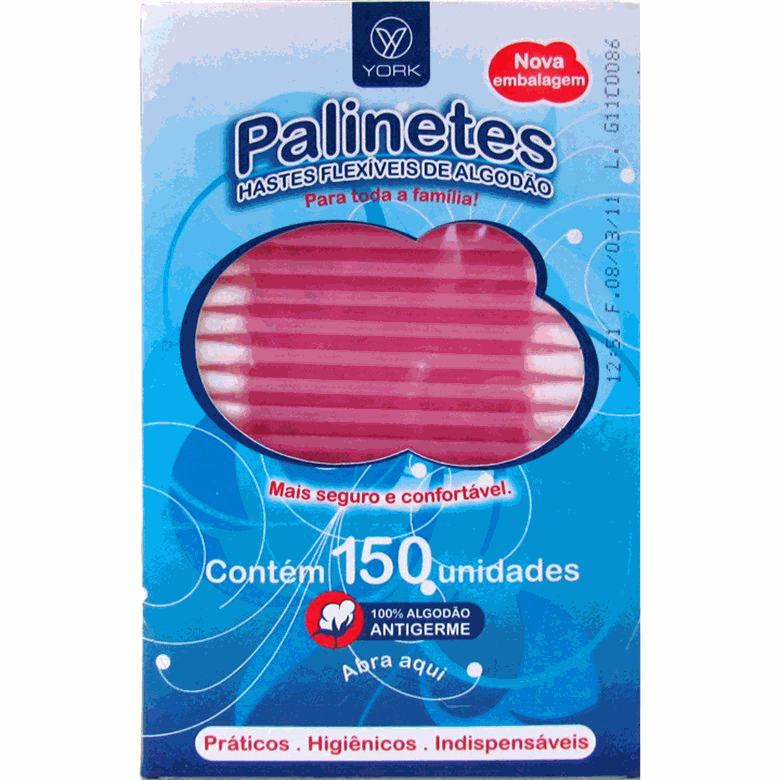 YORK
Nova
embalagem
Palinetes
HASTES FLEXÍVEIS DE ALGODÃO
Para toda a família!
12:51 F.08/03/11 L. G11C0086
Mais seguro e confortável.
Contém 150 unidades
100% ALGODÃO
ANTIGERME
Abra aqui
Práticos . Higiênicos . Indispensáveis